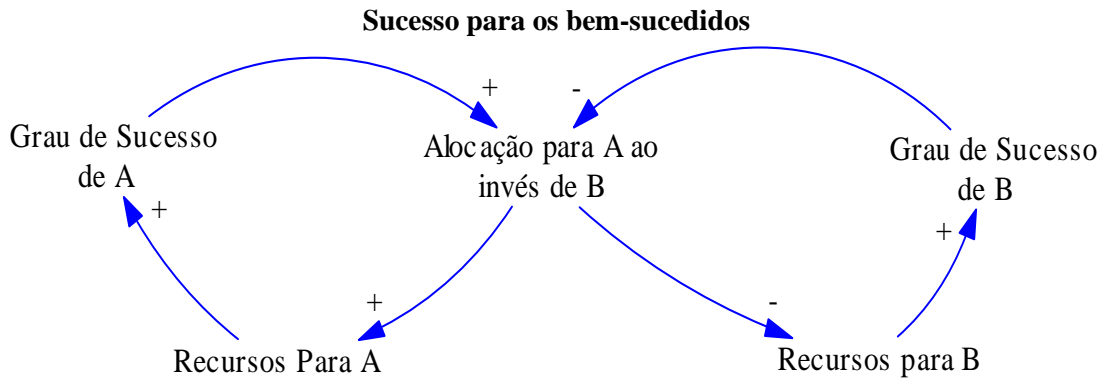 Sucesso para os bem-sucedidos
+
-
Grau de Sucesso
de A
Alocação para A ao
invés de B
Grau de Sucesso
de B
+
+
+
-
Recursos Para A
Recursos para B